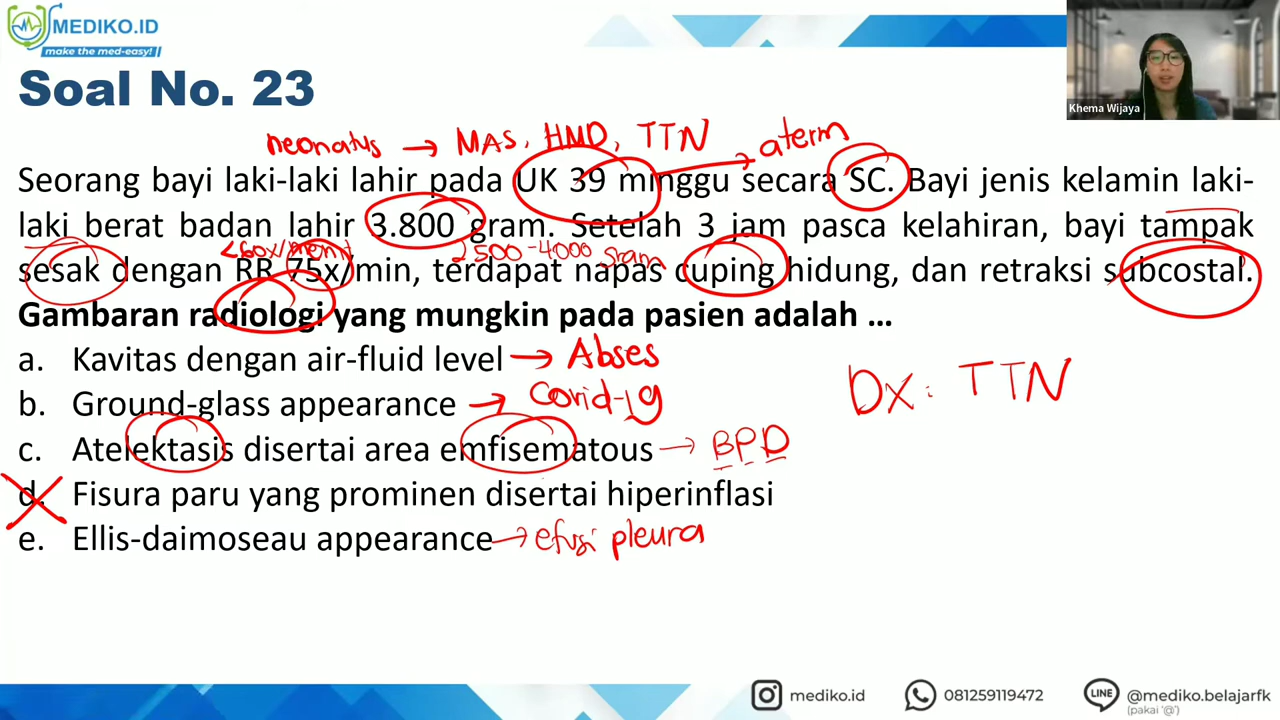 MEDIKO.ID
make the med-easy!
Khema Wijaya
Soal No. 23
neonatus → MAS, HMD, TTN → aterm
Seorang bayi laki-laki lahir pada UK 39 minggu secara SC. Bayi jenis kelamin laki-
laki berat badan lahir 3.800 gram. Setelah 3 jam pasca kelahiran, bayi tampak
<60x/menit 2500-4000 gram
sesak dengan RR 75x/min, terdapat napas cuping hidung, dan retraksi subcostal.
Gambaran radiologi yang mungkin pada pasien adalah ...
a. Kavitas dengan air-fluid level → Abses
b. Ground-glass appearance → Covid-19
Dx: TTN
c. Atelektasis disertai area emfisematous → BPD
d. Fisura paru yang prominen disertai hiperinflasi
e. Ellis-daimoseau appearance → efusi pleura
mediko.id 081259119472 LINE @mediko.belajarfk
(pakai '@')